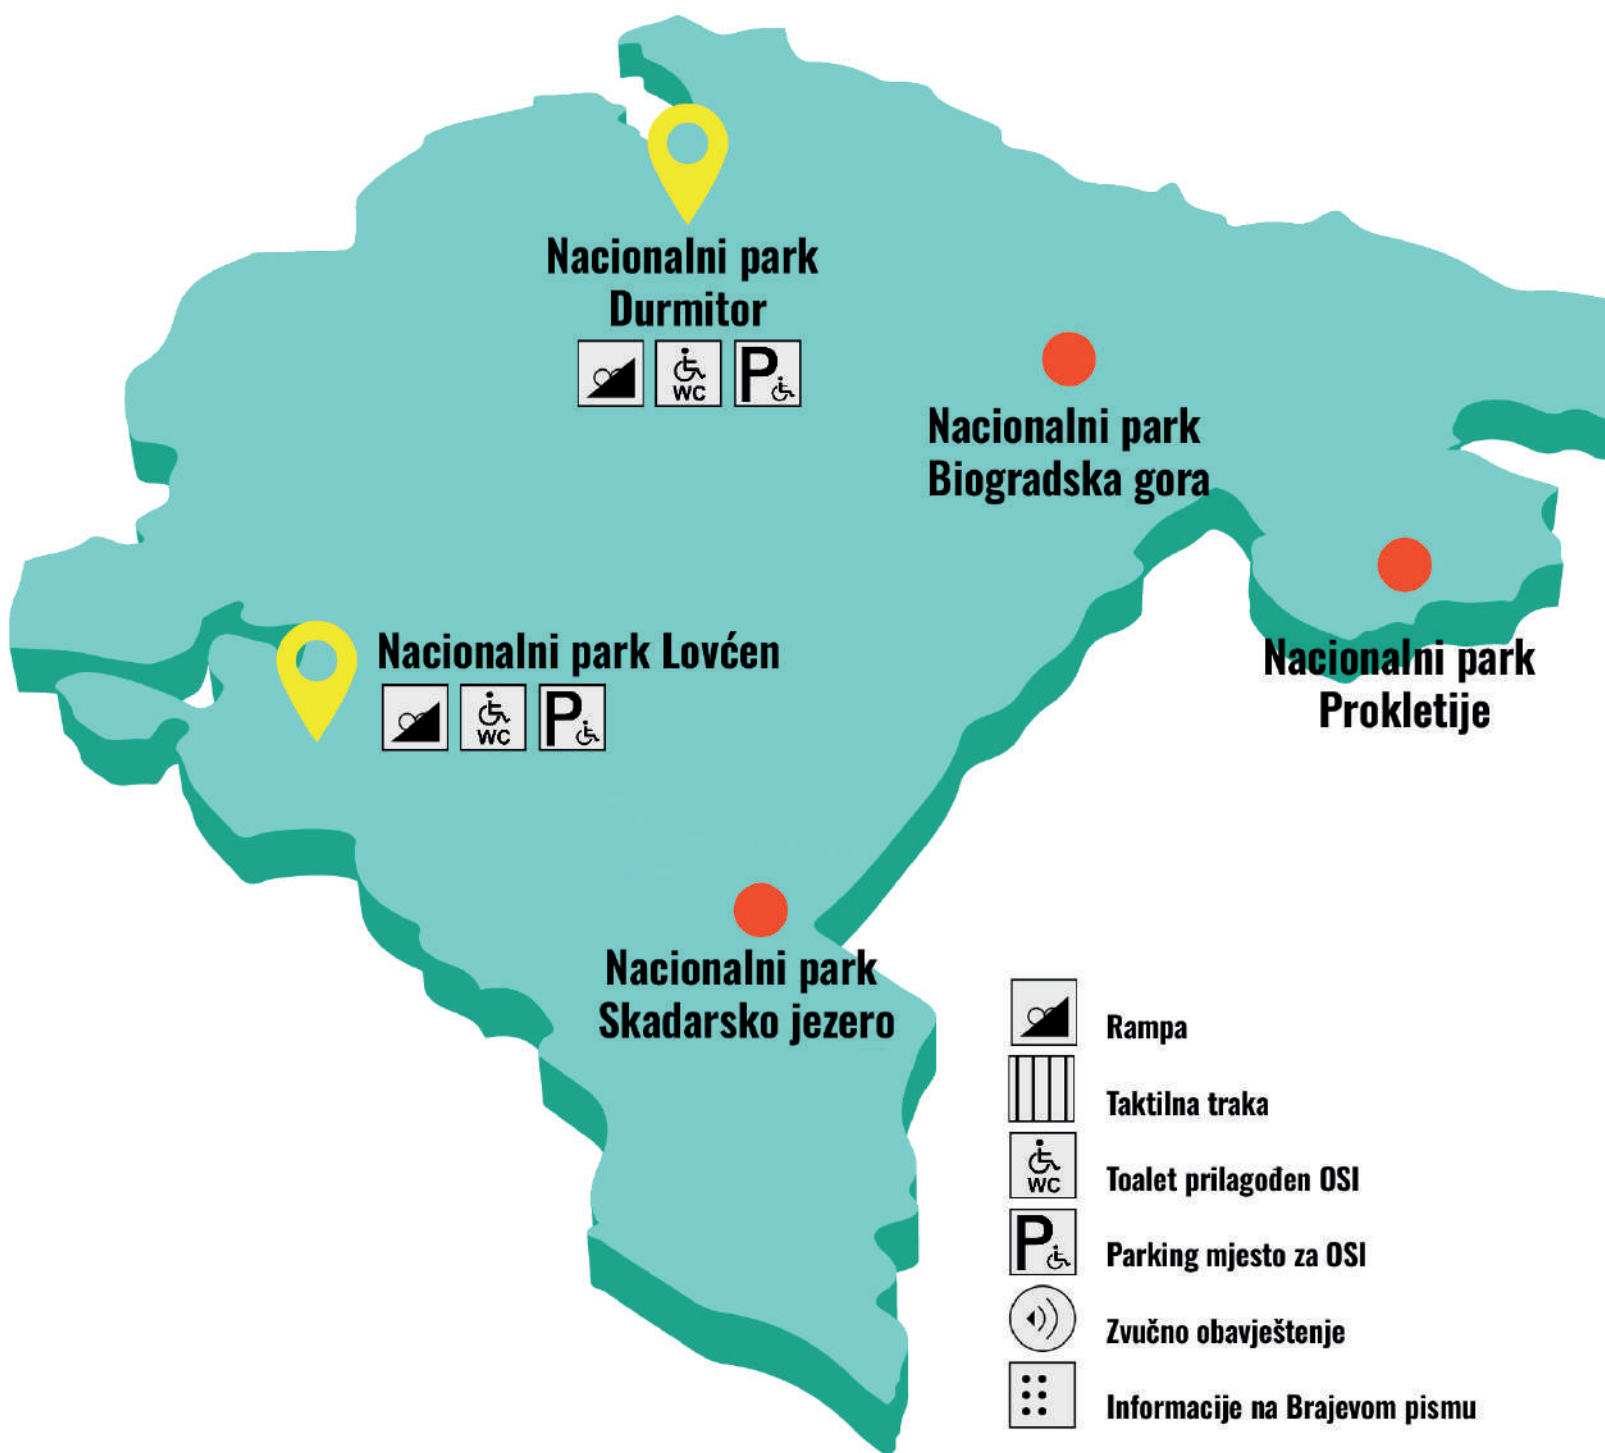 Nacionalni park
Durmitor
WC
P
Nacionalni park
Biogradska gora
Nacionalni park Lovćen
WC
P
Nacionalni park
Prokletije
Nacionalni park
Skadarsko jezero
Rampa
Taktilna traka
WC
Toalet prilagođen OSI
P
Parking mjesto za OSI
Zvučno obavještenje
Informacije na Brajevom pismu